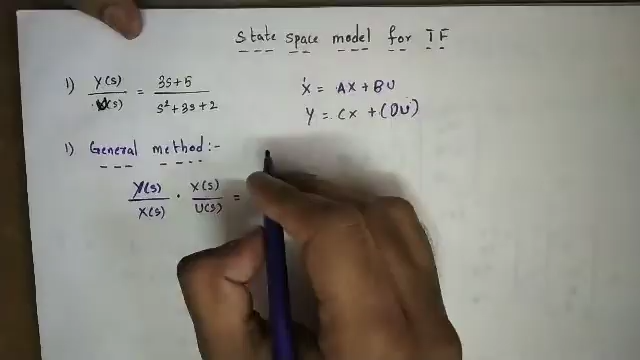 State space model for TF
1) Y(s)/U(s) = 3s+5/s²+3s+2
Ẋ = AX + BU
Y = CX + (DU)
1) General method:-
Y(s)/X(s) · X(s)/U(s) =